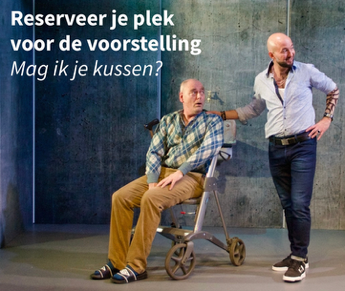 Reserveer je plek
voor de voorstelling
Mag ik je kussen?